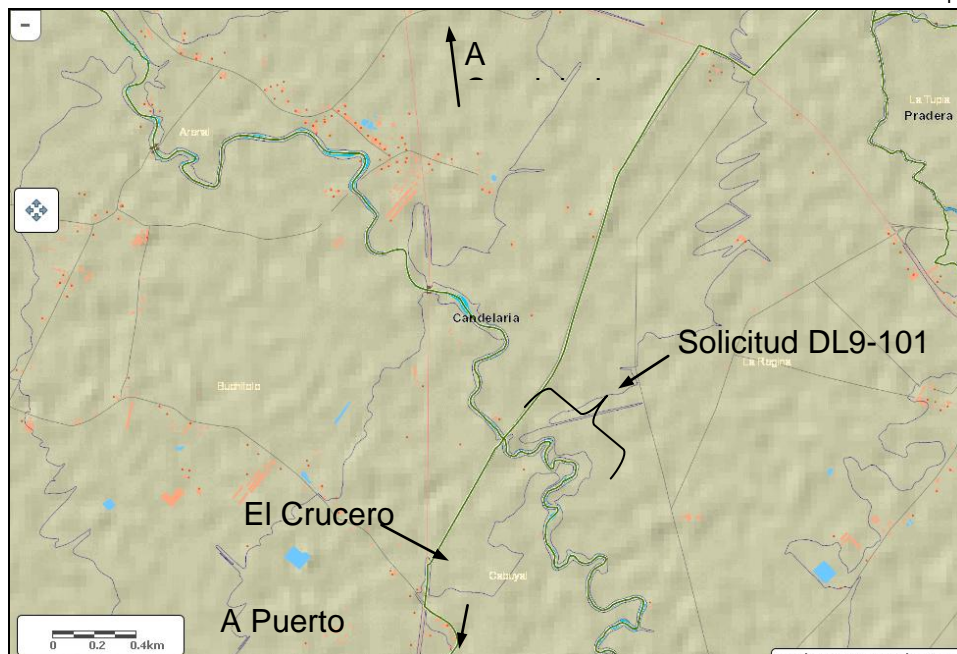 A
Arenal
La Tupia
Pradera
Candelaria
Solicitud DL9-101
La Regina
Buchitolo
El Crucero
Cabuyal
A Puerto
0 0.2 0.4km